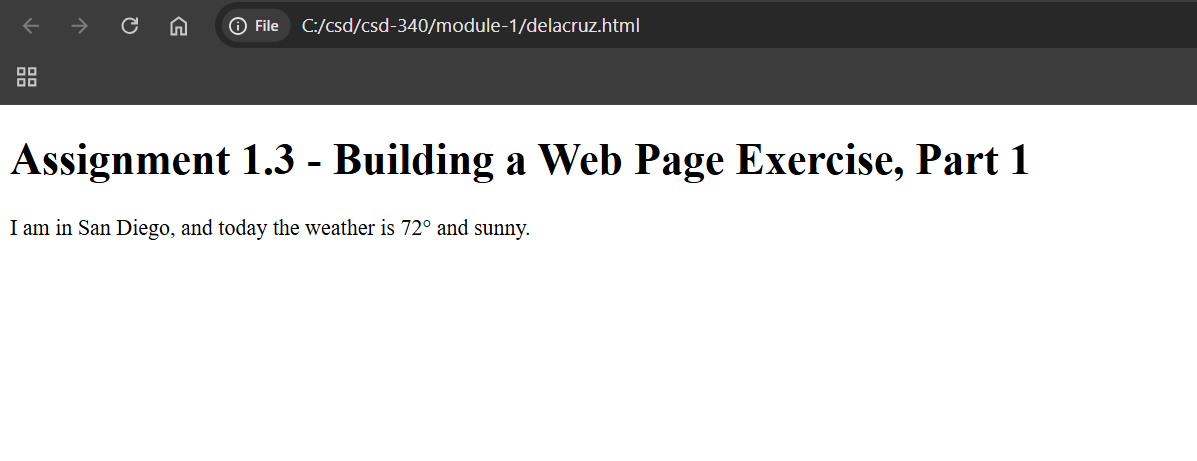 File C:/csd/csd-340/module-1/delacruz.html
Assignment 1.3 - Building a Web Page Exercise, Part 1
I am in San Diego, and today the weather is 72° and sunny.